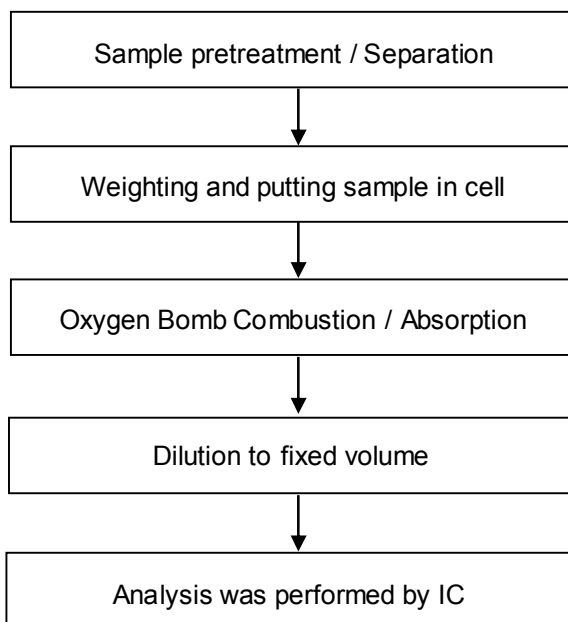 Sample pretreatment / Separation
Weighting and putting sample in cell
Oxygen Bomb Combustion / Absorption
Dilution to fixed volume
Analysis was performed by IC